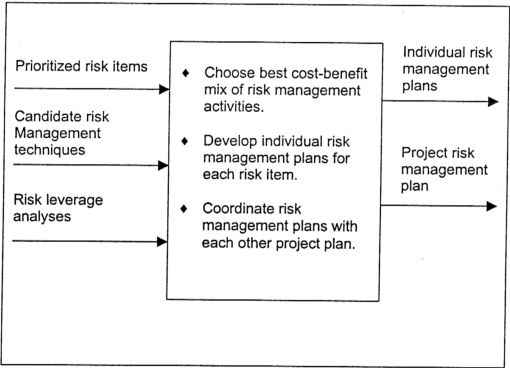 Prioritized risk items
Candidate risk
Management
techniques
Risk leverage
analyses
♦ Choose best cost-benefit
mix of risk management
activities.
♦ Develop individual risk
management plans for
each risk item.
♦ Coordinate risk
management plans with
each other project plan.
Individual risk
management
plans
Project risk
management
plan